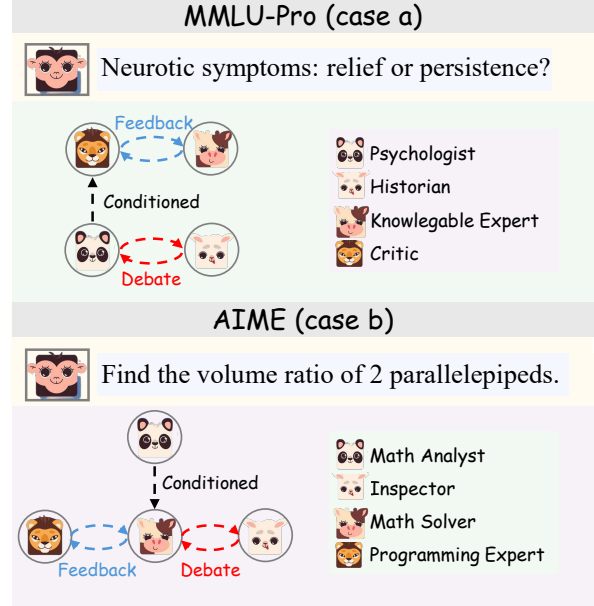 MMLU-Pro (case a)
Neurotic symptoms: relief or persistence?
Feedback
Conditioned
Debate
Psychologist
Historian
Knowlegable Expert
Critic
AIME (case b)
Find the volume ratio of 2 parallelepipeds.
Conditioned
Feedback
Debate
Math Analyst
Inspector
Math Solver
Programming Expert